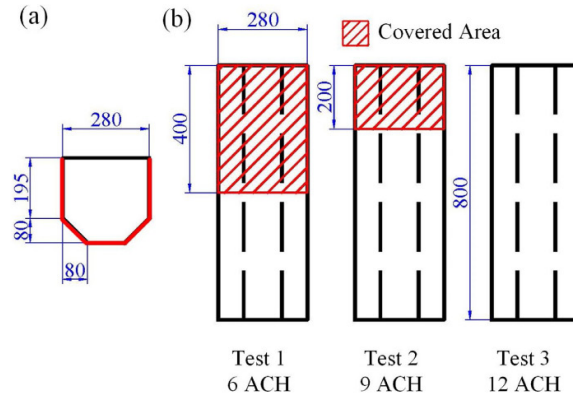 (a)
280
195
80
80
(b)
280
Covered Area
400
200
800
Test 1
6 ACH
Test 2
9 ACH
Test 3
12 ACH